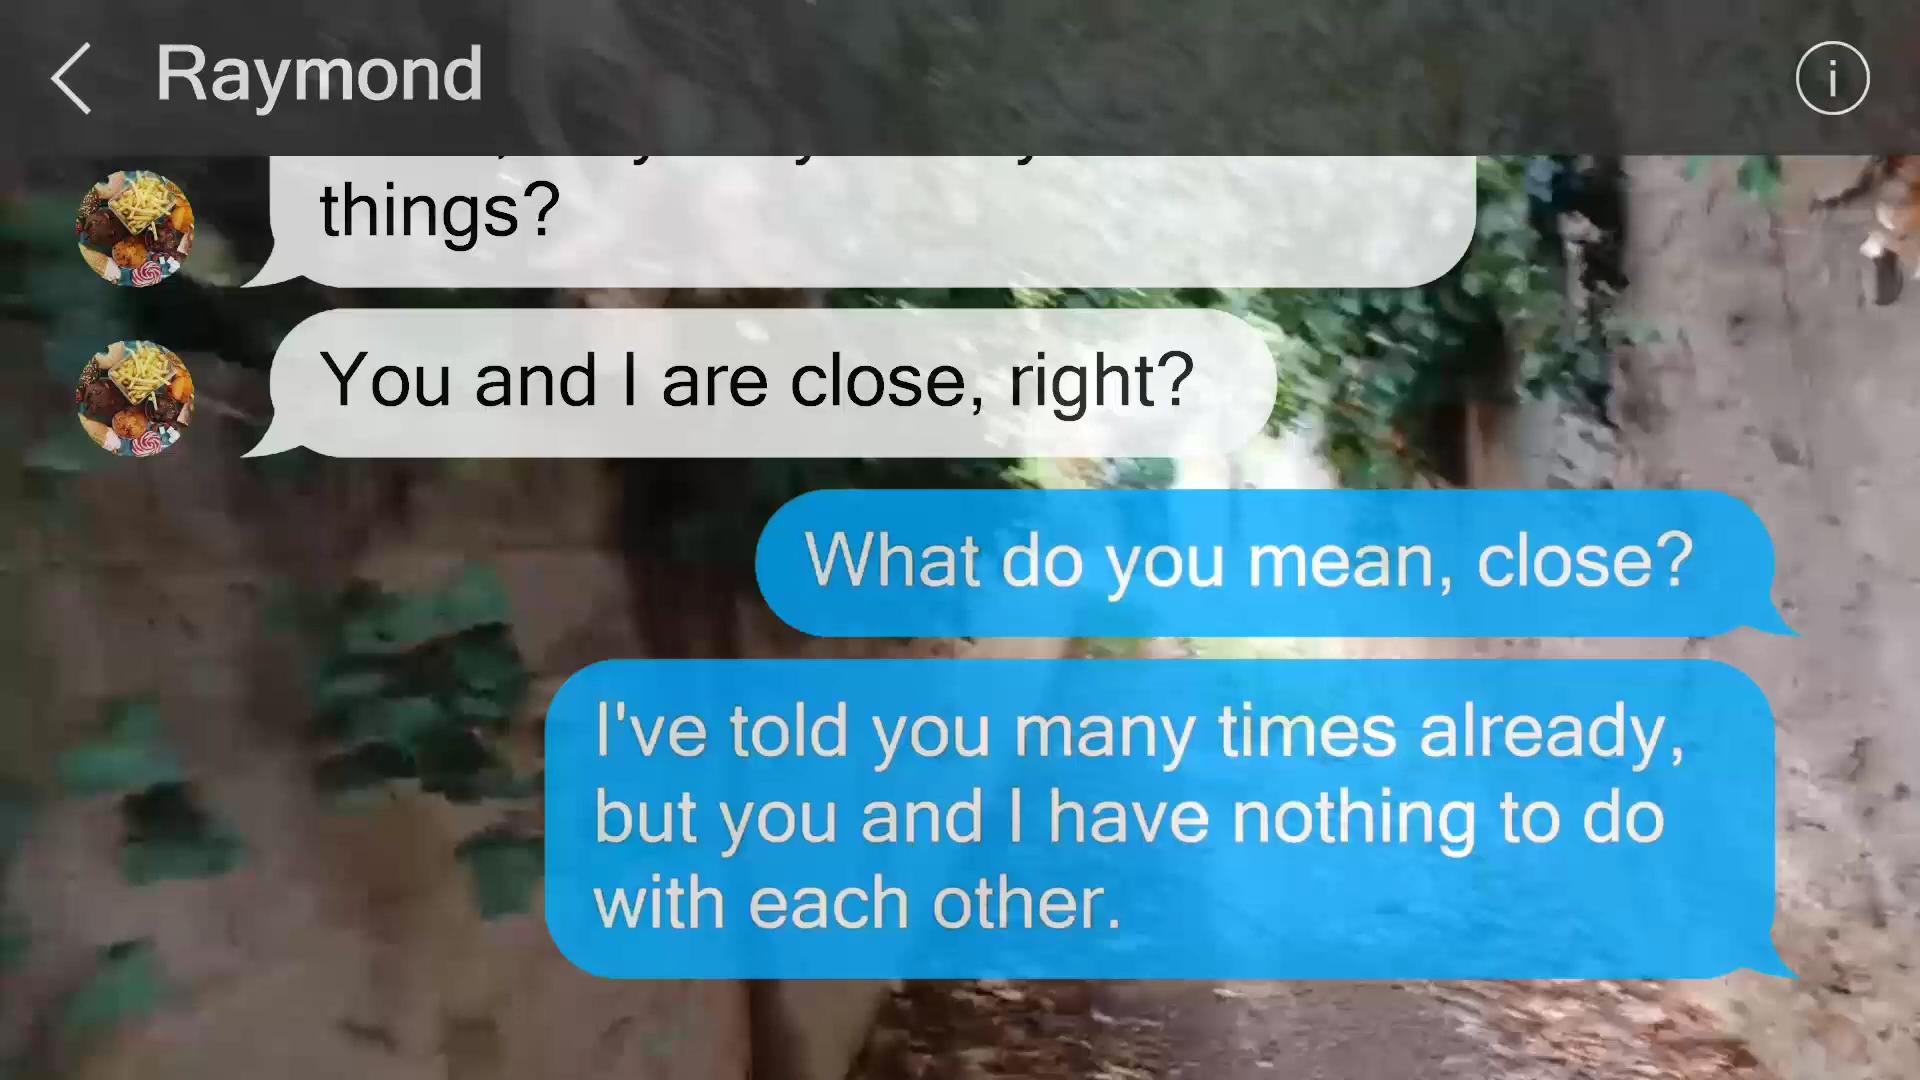 Raymond
things?
You and I are close, right?
What do you mean, close?
I've told you many times already,
but you and I have nothing to do
with each other.